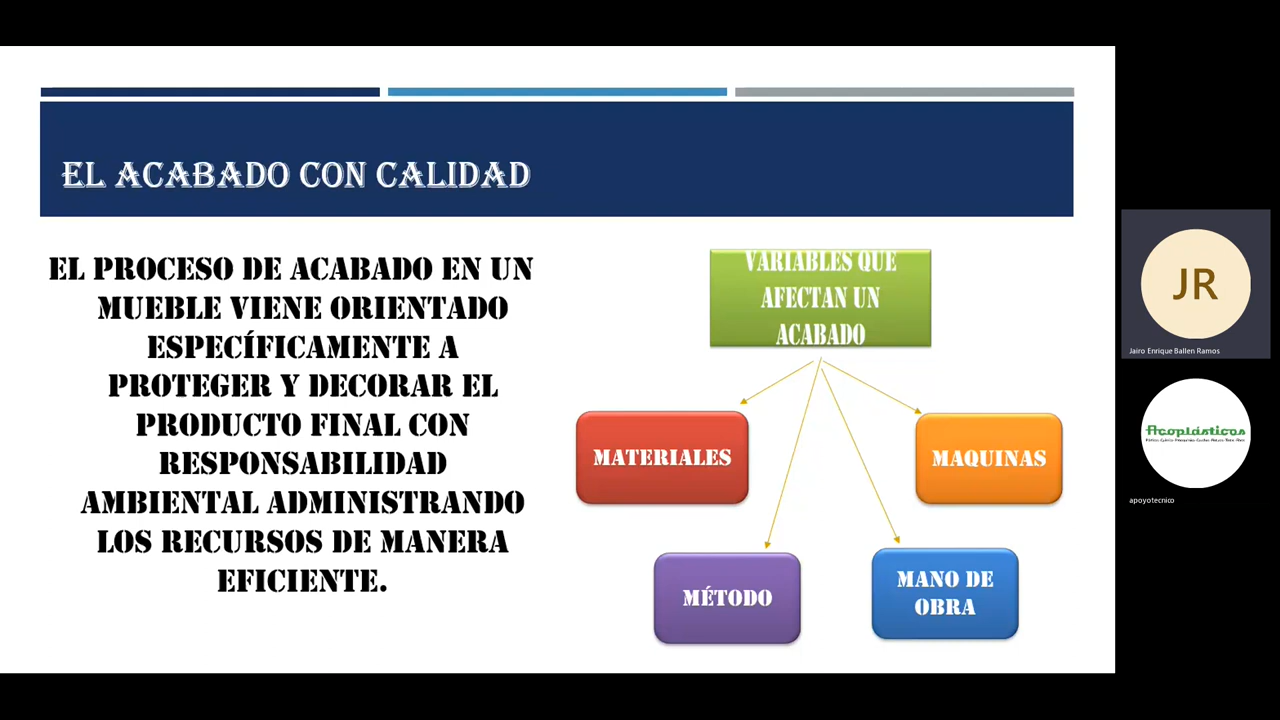 EL ACABADO CON CALIDAD
EL PROCESO DE ACABADO EN UN
MUEBLE VIENE ORIENTADO
ESPECÍFICAMENTE A
PROTEGER Y DECORAR EL
PRODUCTO FINAL CON
RESPONSABILIDAD
AMBIENTAL ADMINISTRANDO
LOS RECURSOS DE MANERA
EFICIENTE.
VARIABLES QUE
AFECTAN UN
ACABADO
MATERIALES
MAQUINAS
MÉTODO
MANO DE
OBRA
JR
Jairo Enrique Ballen Ramos
Acoplásticos
apoyotecnico